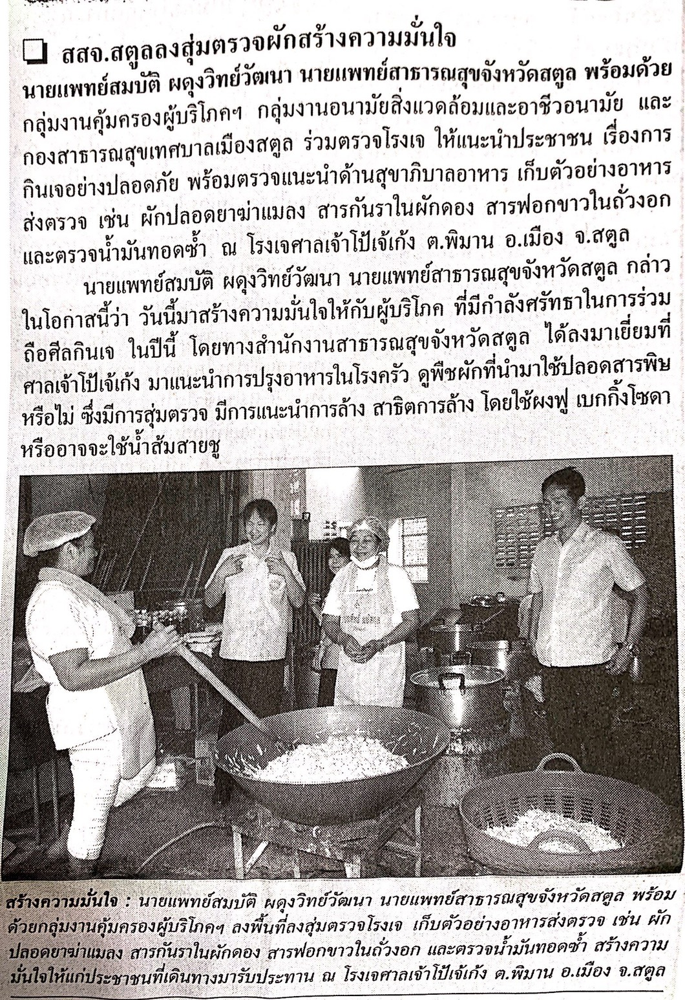 ❑ สสจ.สตูลลงสุ่มตรวจผักสร้างความมั่นใจ
นายแพทย์สมบัติ ผดุงวิทย์วัฒนา นายแพทย์สาธารณสุขจังหวัดสตูล พร้อมด้วย
กลุ่มงานคุ้มครองผู้บริโภคฯ กลุ่มงานอนามัยสิ่งแวดล้อมและอาชีวอนามัย และ
กองสาธารณสุขเทศบาลเมืองสตูล ร่วมตรวจโรงเจ ให้แนะนำประชาชน เรื่องการ
กินเจอย่างปลอดภัย พร้อมตรวจแนะนำด้านสุขาภิบาลอาหาร เก็บตัวอย่างอาหาร
ส่งตรวจ เช่น ผักปลอดยาฆ่าแมลง สารกันราในผักดอง สารฟอกขาวในถั่วงอก
และตรวจน้ำมันทอดซ้ำ ณ โรงเจศาลเจ้าโป้เจ้เก้ง ต.พิมาน อ.เมือง จ.สตูล
นายแพทย์สมบัติ ผดุงวิทย์วัฒนา นายแพทย์สาธารณสุขจังหวัดสตูล กล่าว
ในโอกาสนี้ว่า วันนี้มาสร้างความมั่นใจให้กับผู้บริโภค ที่มีกำลังศรัทธาในการร่วม
ถือศีลกินเจ ในปีนี้ โดยทางสำนักงานสาธารณสุขจังหวัดสตูล ได้ลงมาเยี่ยมที่
ศาลเจ้าโป้เจ้เก้ง มาแนะนำการปรุงอาหารในโรงครัว ดูพืชผักที่นำมาใช้ปลอดสารพิษ
หรือไม่ ซึ่งมีการสุ่มตรวจ มีการแนะนำการล้าง สาธิตการล้าง โดยใช้ผงฟู เบกกิ้งโซดา
หรืออาจจะใช้น้ำส้มสายชู
สร้างความมั่นใจ : นายแพทย์สมบัติ ผดุงวิทย์วัฒนา นายแพทย์สาธารณสุขจังหวัดสตูล พร้อม
ด้วยกลุ่มงานคุ้มครองผู้บริโภคฯ ลงพื้นที่ลงสุ่มตรวจโรงเจ เก็บตัวอย่างอาหารส่งตรวจ เช่น ผัก
ปลอดยาฆ่าแมลง สารกันราในผักดอง สารฟอกขาวในถั่วงอก และตรวจน้ำมันทอดซ้ำ สร้างความ
มั่นใจให้แก่ประชาชนที่เดินทางมารับประทาน ณ โรงเจศาลเจ้าโป้เจ้เก้ง ต.พิมาน อ.เมือง จ.สตูล